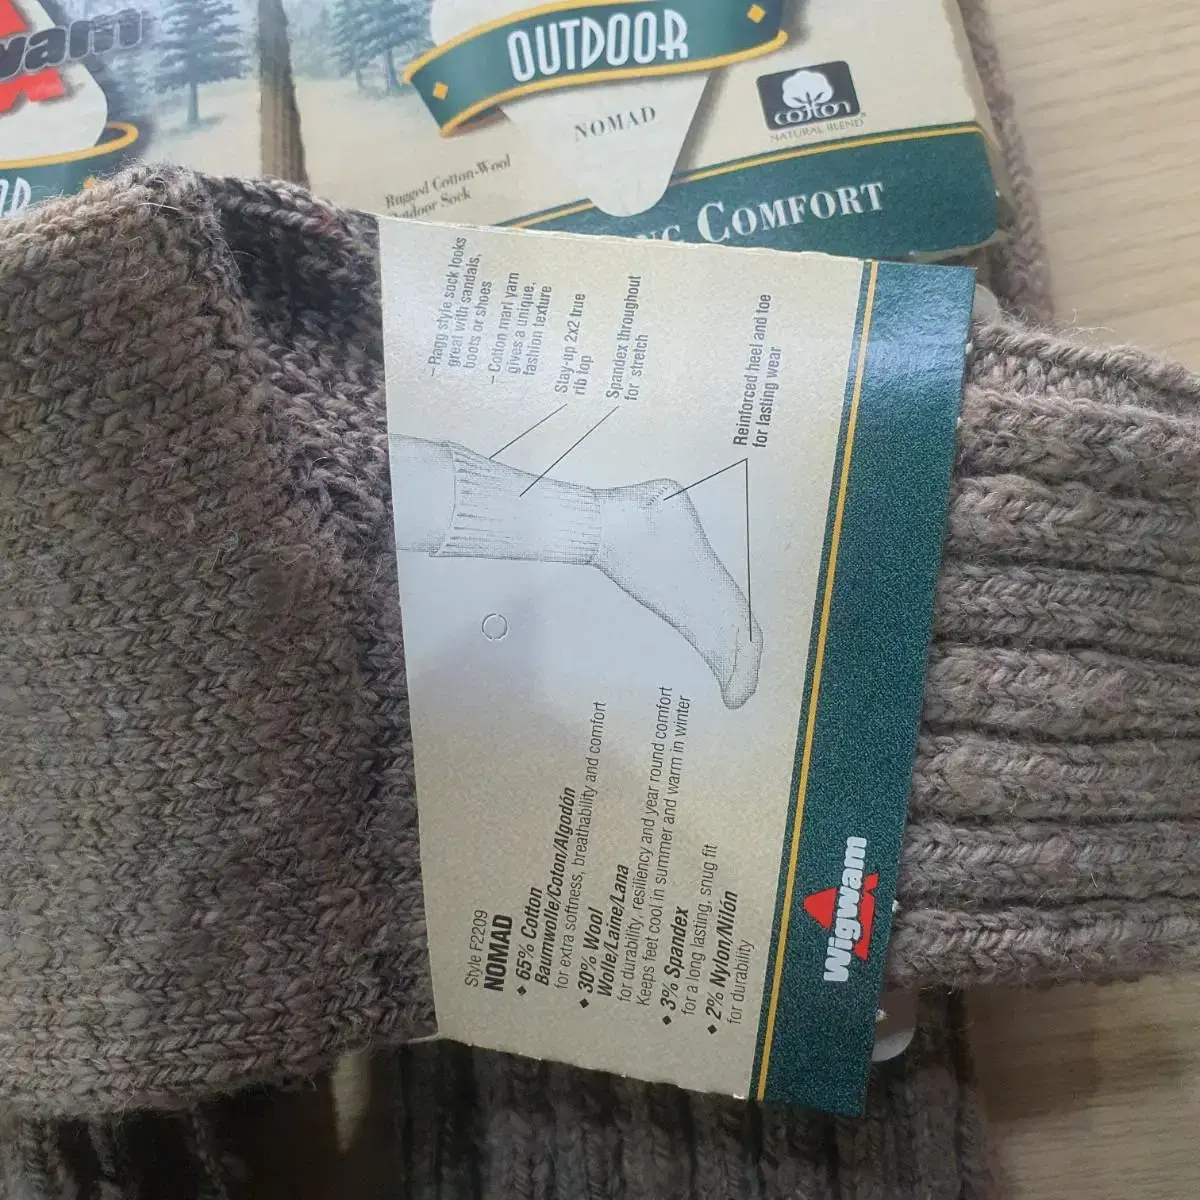 OUTDOOR
NOMAD
cotton
NATURAL BLEND
Rugged Cotton-Wool
Outdoor Sock
COMFORT
– Ragg style sock looks
great with sandals,
boots or shoes
– Cotton marl yarn
gives a unique,
fashion texture
Stay-up 2x2 true
rib top
Spandex throughout
for stretch
Reinforced heel and toe
for lasting wear
Style F2209
NOMAD
◆ 65% Cotton
Baumwolle/Coton/Algodón
for extra softness, breathability and comfort
◆ 30% Wool
Wolle/Laine/Lana
for durability, resiliency and year round comfort
Keeps feet cool in summer and warm in winter
◆ 3% Spandex
for a long lasting, snug fit
◆ 2% Nylon/Nilón
for durability
Wigwam